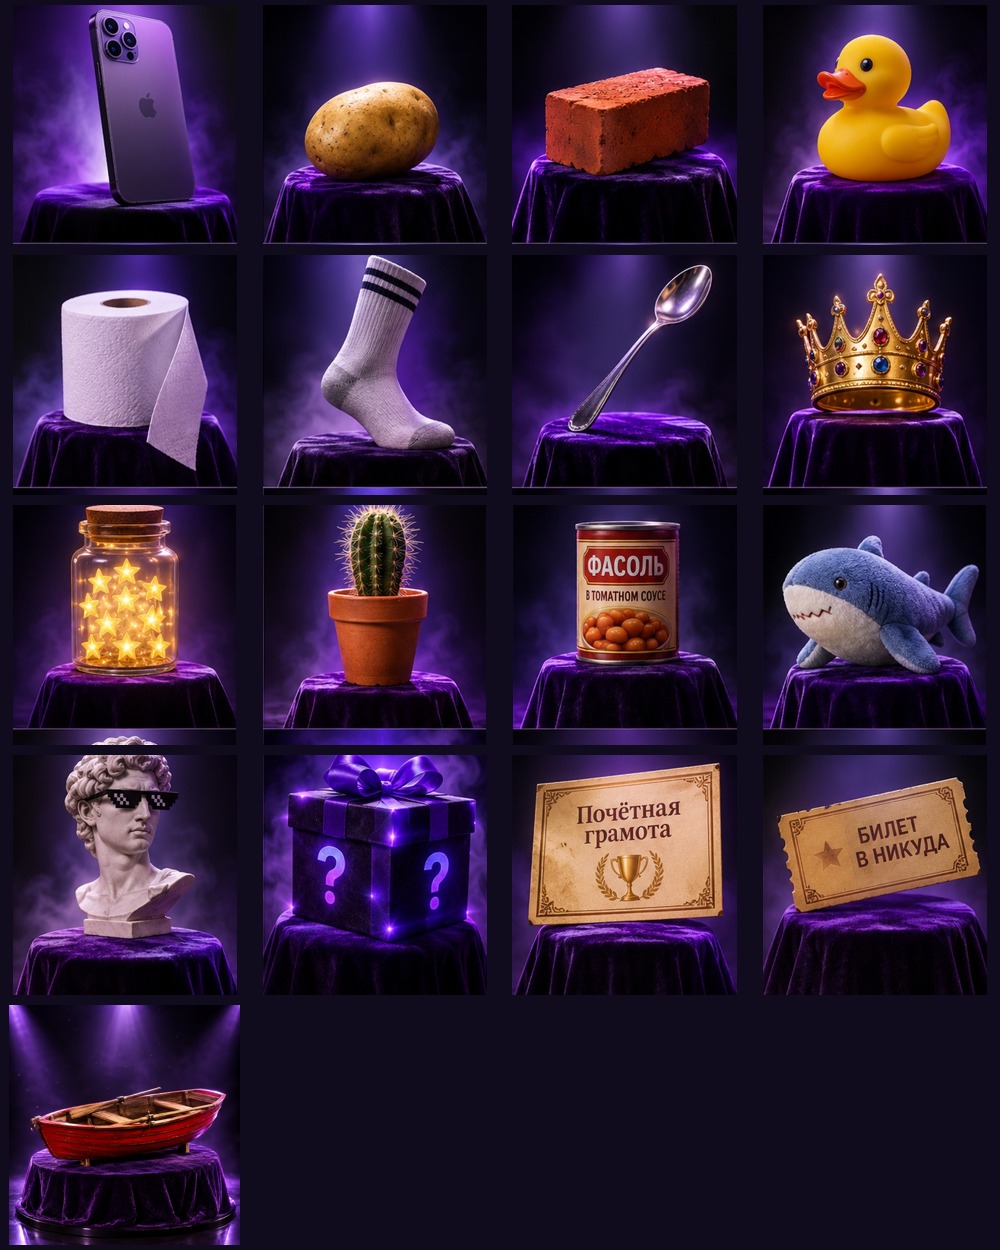 ФАСОЛЬ
В ТОМАТНОМ СОУСЕ
?
?
Почётная
грамота
БИЛЕТ
В НИКУДА